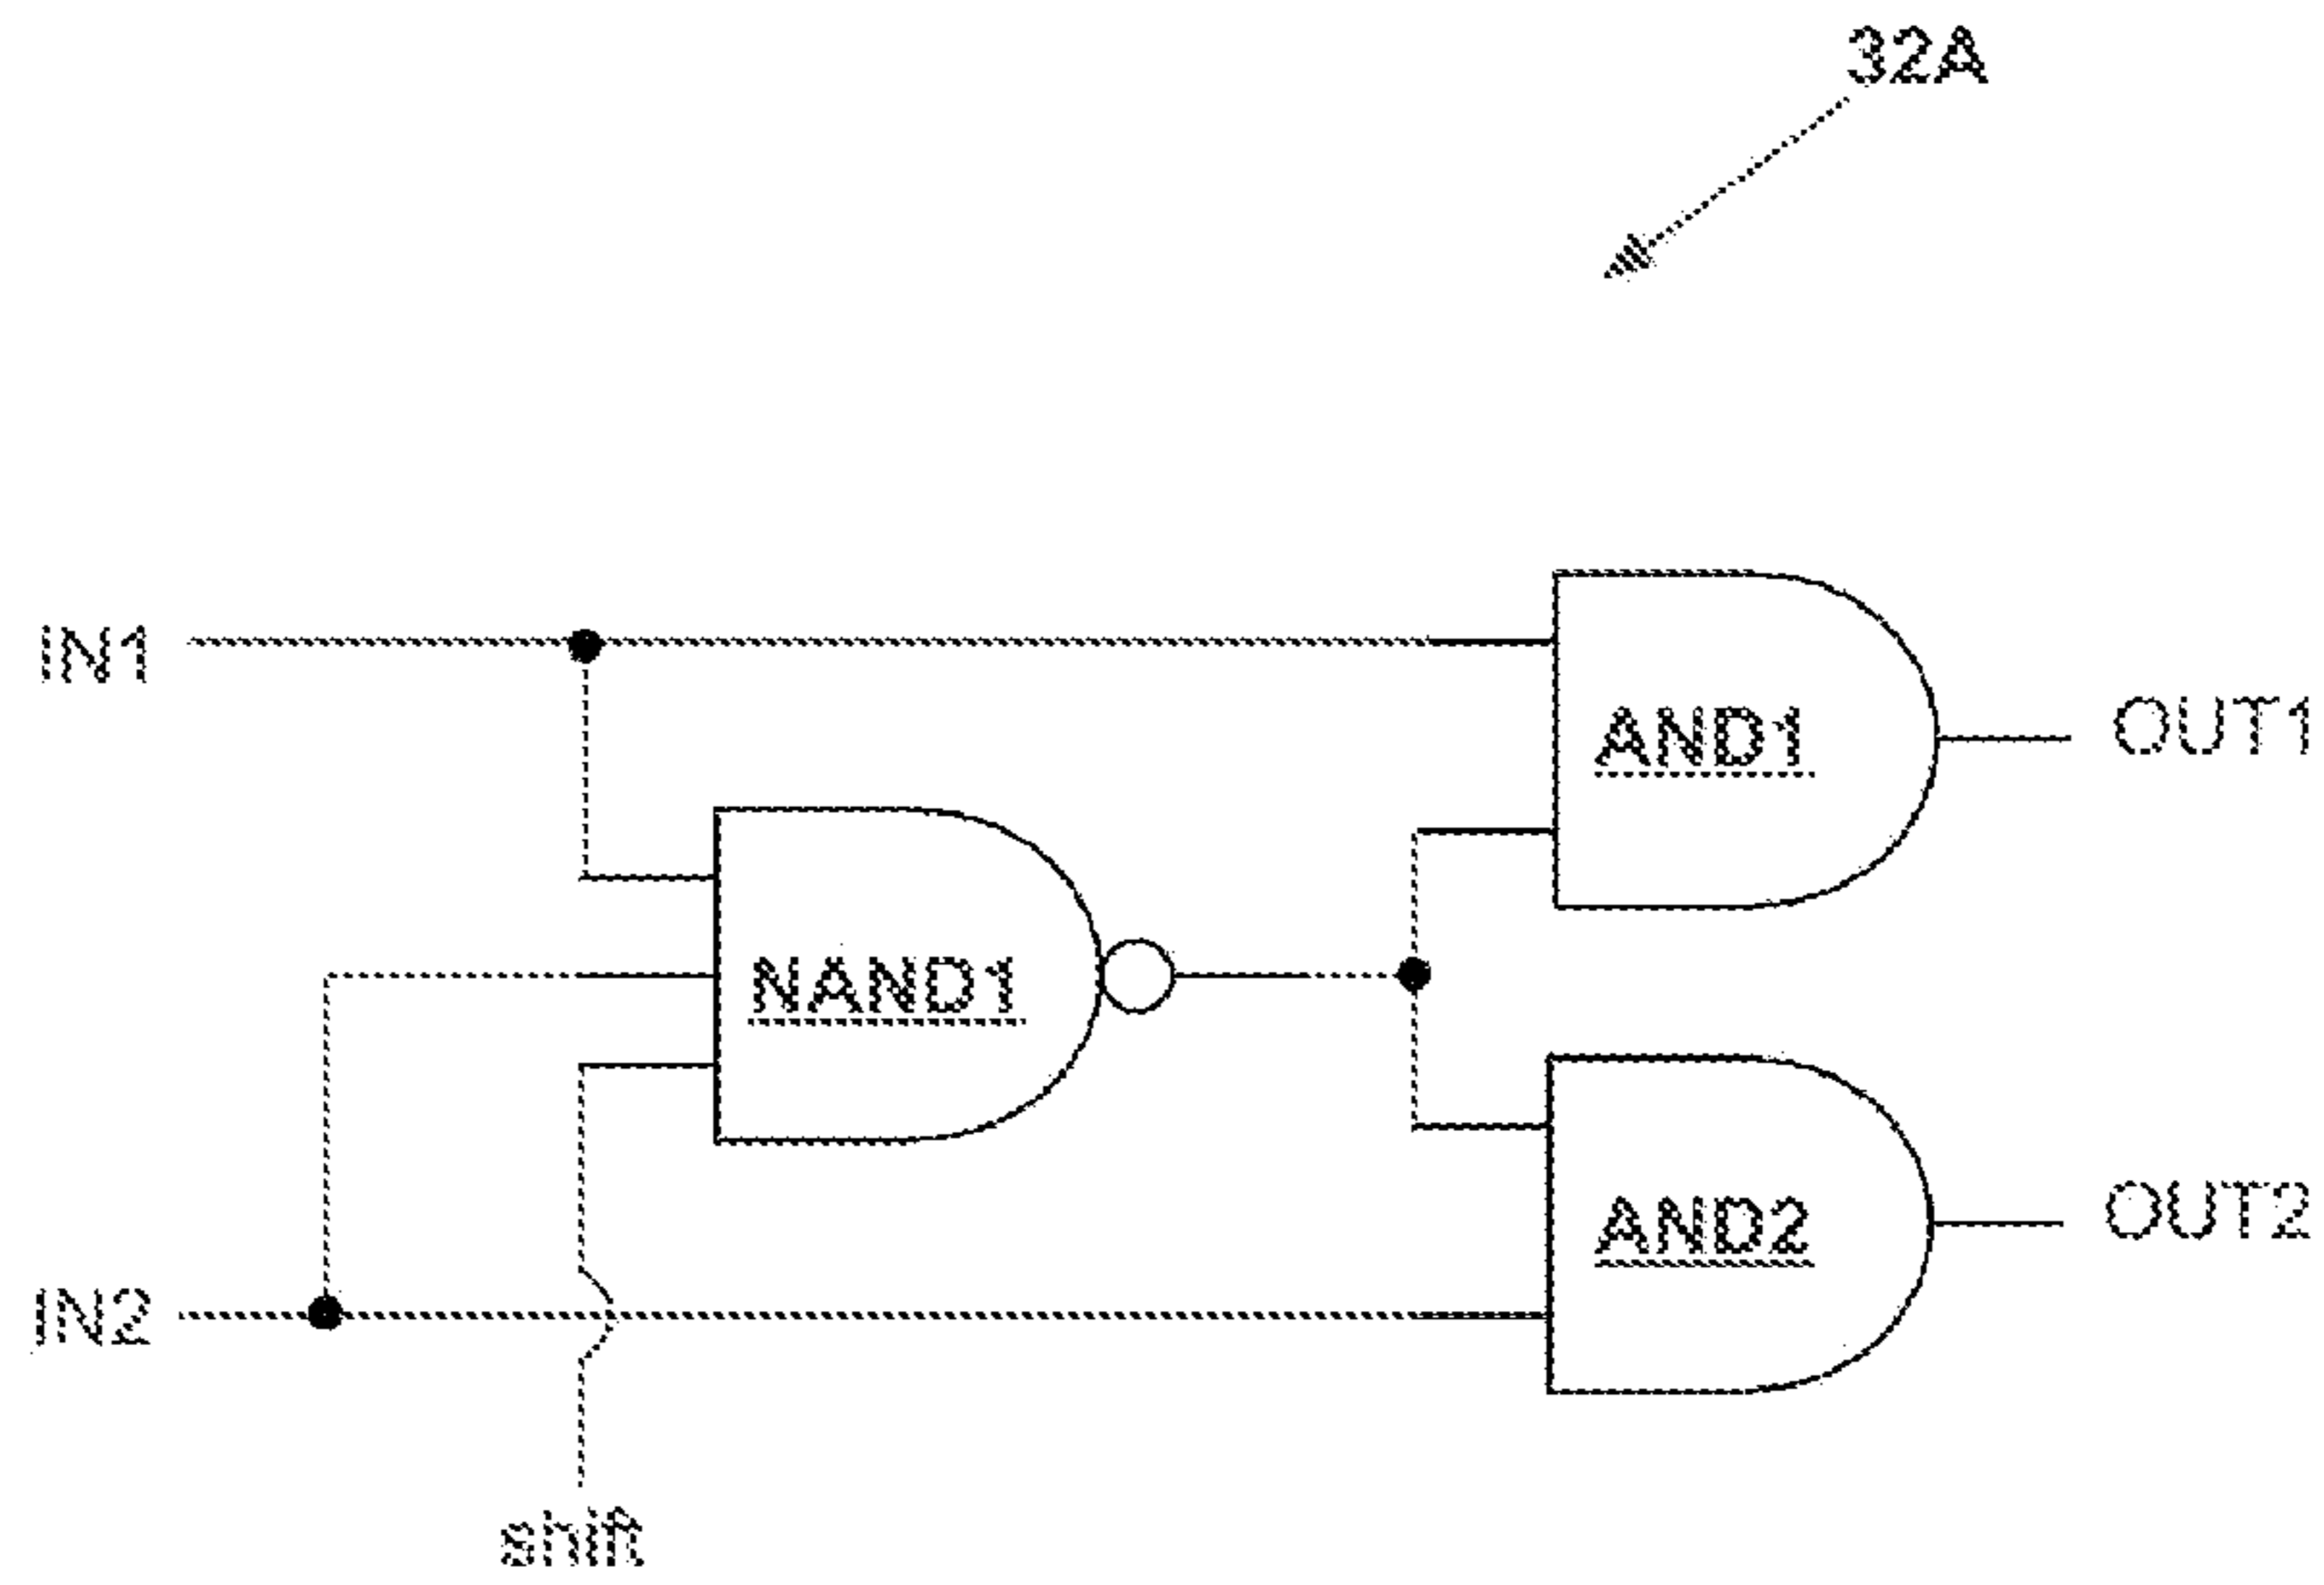 32A
IN1
AND1
OUT1
NAND1
AND2
OUT2
IN2
shift